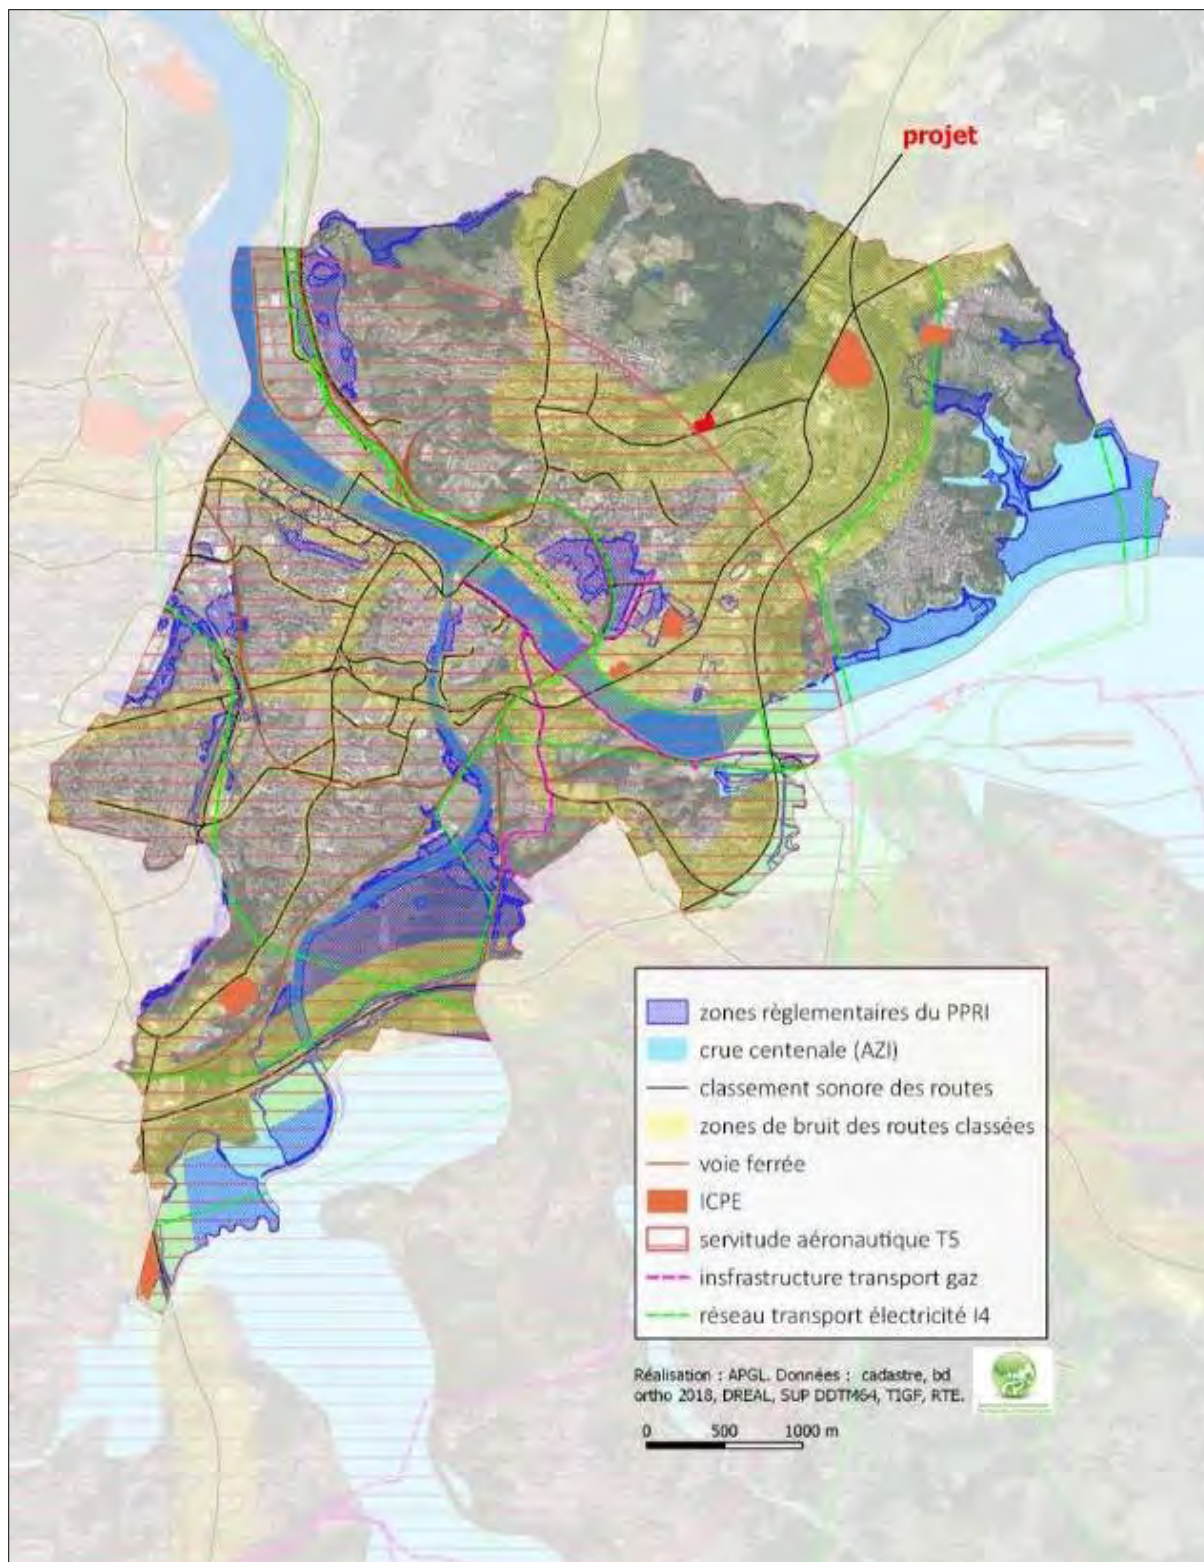 projet
zones règlementaires du PPRI
crue centenale (AZI)
classement sonore des routes
zones de bruit des routes classées
voie ferrée
ICPE
servitude aéronautique T5
insfrastructure transport gaz
réseau transport électricité I4
Réalisation : APGL. Données : cadastre, bd
ortho 2018, DREAL, SUP DDTM64, TIGF, RTE.
0 500 1000 m